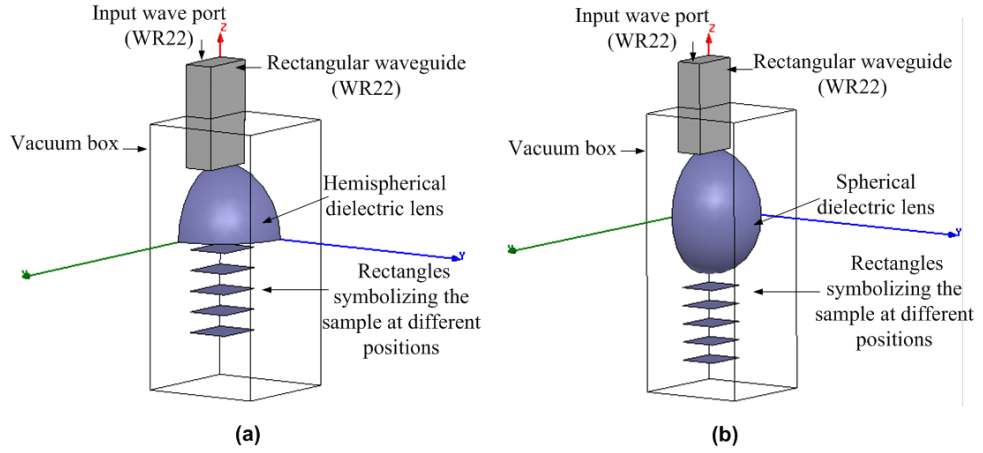 Input wave port
(WR22)
Z
Rectangular waveguide
(WR22)
Vacuum box
Hemispherical
dielectric lens
Y
Rectangles
symbolizing the
sample at different
positions
(a)
Input wave port
(WR22)
Z
Rectangular waveguide
(WR22)
Vacuum box
Spherical
dielectric lens
Y
Rectangles
symbolizing the
sample at different
positions
(b)